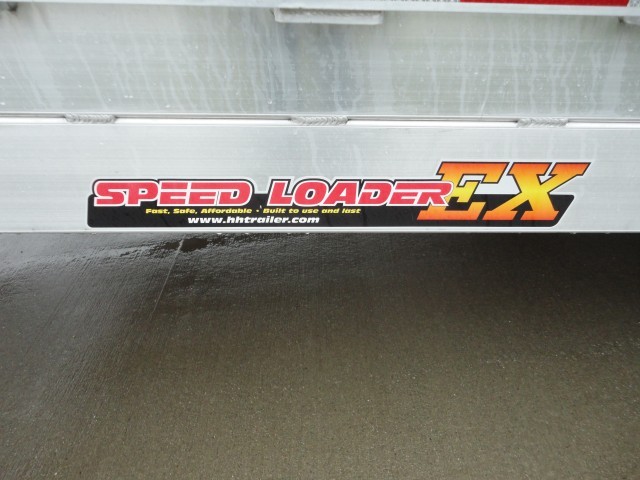 SPEED LOADER EX
Fast, Safe, Affordable · Built to use and last
www.hhtrailer.com